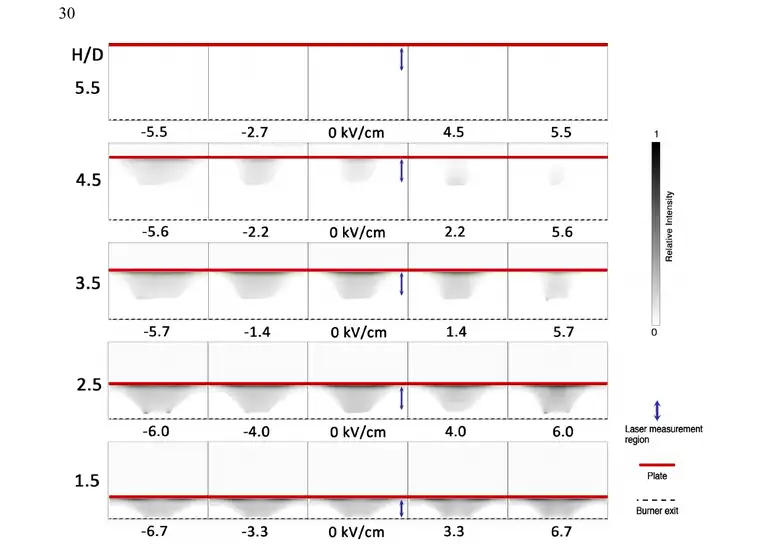 30
H/D
5.5
-5.5 -2.7 0 kV/cm 4.5 5.5
4.5
-5.6 -2.2 0 kV/cm 2.2 5.6
3.5
-5.7 -1.4 0 kV/cm 1.4 5.7
2.5
-6.0 -4.0 0 kV/cm 4.0 6.0
1.5
-6.7 -3.3 0 kV/cm 3.3 6.7
1
Relative Intensity
0
Laser measurement
region
Plate
Burner exit